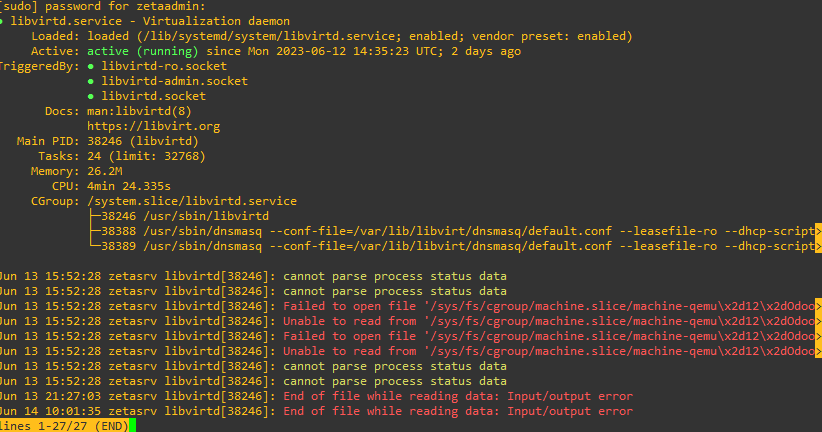 [sudo] password for zetaadmin:
● libvirtd.service - Virtualization daemon
Loaded: loaded (/lib/systemd/system/libvirtd.service; enabled; vendor preset: enabled)
Active: active (running) since Mon 2023-06-12 14:35:23 UTC; 2 days ago
TriggeredBy: ● libvirtd-ro.socket
● libvirtd-admin.socket
● libvirtd.socket
Docs: man:libvirtd(8)
https://libvirt.org
Main PID: 38246 (libvirtd)
Tasks: 24 (limit: 32768)
Memory: 26.2M
CPU: 4min 24.335s
CGroup: /system.slice/libvirtd.service
├─38246 /usr/sbin/libvirtd
├─38388 /usr/sbin/dnsmasq --conf-file=/var/lib/libvirt/dnsmasq/default.conf --leasefile-ro --dhcp-script>
└─38389 /usr/sbin/dnsmasq --conf-file=/var/lib/libvirt/dnsmasq/default.conf --leasefile-ro --dhcp-script>
Jun 13 15:52:28 zetasrv libvirtd[38246]: cannot parse process status data
Jun 13 15:52:28 zetasrv libvirtd[38246]: cannot parse process status data
Jun 13 15:52:28 zetasrv libvirtd[38246]: Failed to open file '/sys/fs/cgroup/machine.slice/machine-qemu\x2d12\x2dOdoo>
Jun 13 15:52:28 zetasrv libvirtd[38246]: Unable to read from '/sys/fs/cgroup/machine.slice/machine-qemu\x2d12\x2dOdoo>
Jun 13 15:52:28 zetasrv libvirtd[38246]: Failed to open file '/sys/fs/cgroup/machine.slice/machine-qemu\x2d12\x2dOdoo>
Jun 13 15:52:28 zetasrv libvirtd[38246]: Unable to read from '/sys/fs/cgroup/machine.slice/machine-qemu\x2d12\x2dOdoo>
Jun 13 15:52:28 zetasrv libvirtd[38246]: cannot parse process status data
Jun 13 15:52:28 zetasrv libvirtd[38246]: cannot parse process status data
Jun 13 21:27:03 zetasrv libvirtd[38246]: End of file while reading data: Input/output error
Jun 14 10:01:35 zetasrv libvirtd[38246]: End of file while reading data: Input/output error
lines 1-27/27 (END)